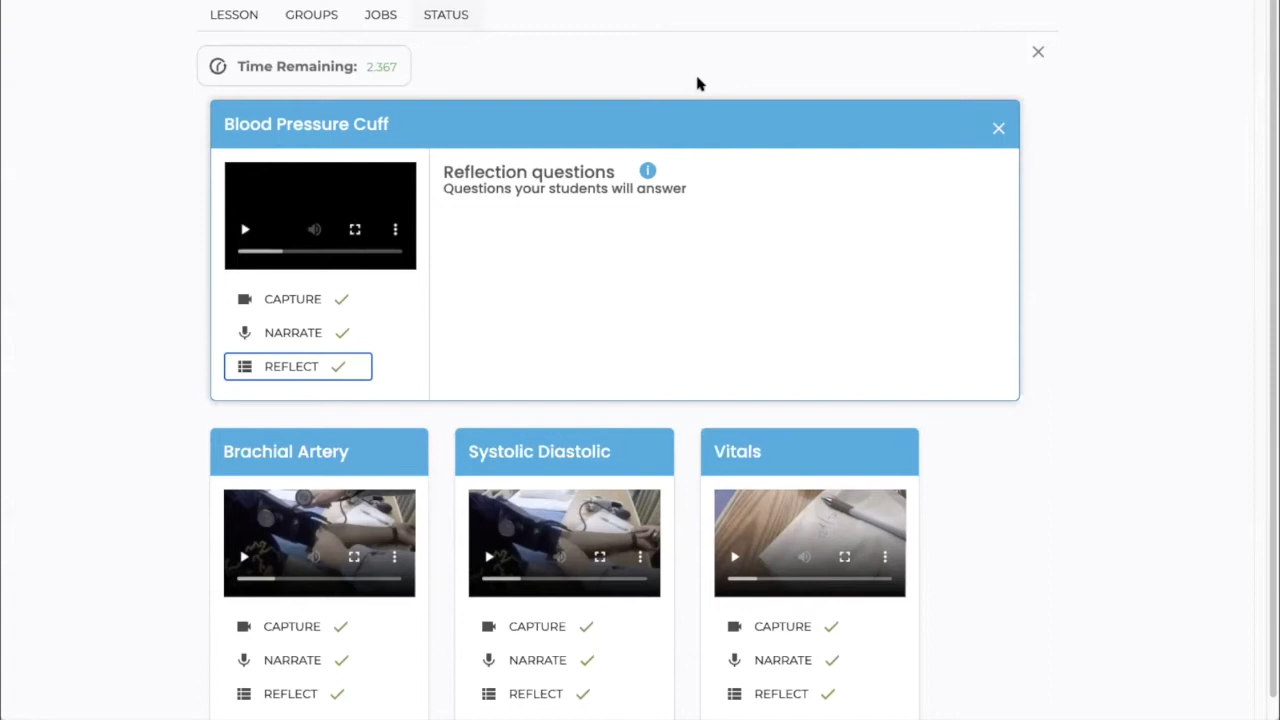 LESSON GROUPS JOBS STATUS
Time Remaining: 2.367
Blood Pressure Cuff
Reflection questions
Questions your students will answer
CAPTURE
NARRATE
REFLECT
Brachial Artery
Systolic Diastolic
Vitals
CAPTURE CAPTURE CAPTURE
NARRATE NARRATE NARRATE
REFLECT REFLECT REFLECT